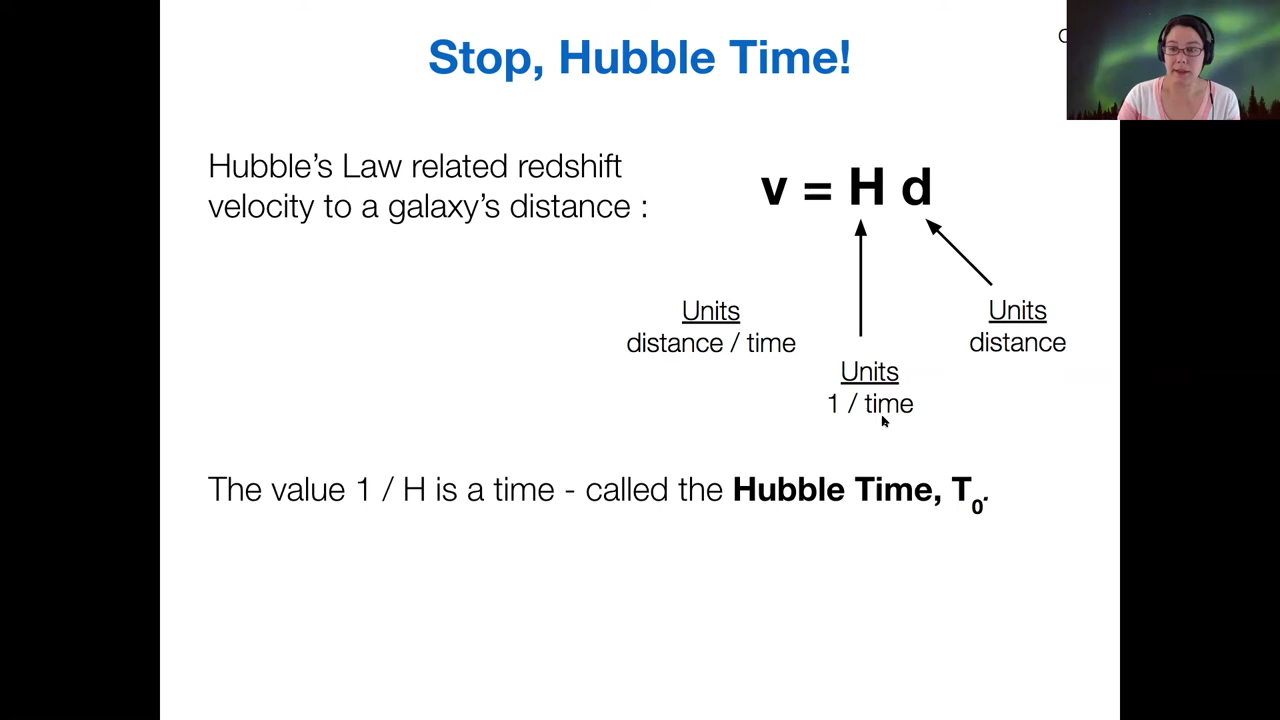 Stop, Hubble Time!
Hubble’s Law related redshift
velocity to a galaxy’s distance :
v = H d
Units
distance / time
Units
distance
Units
1 / time
The value 1 / H is a time - called the Hubble Time, T₀.